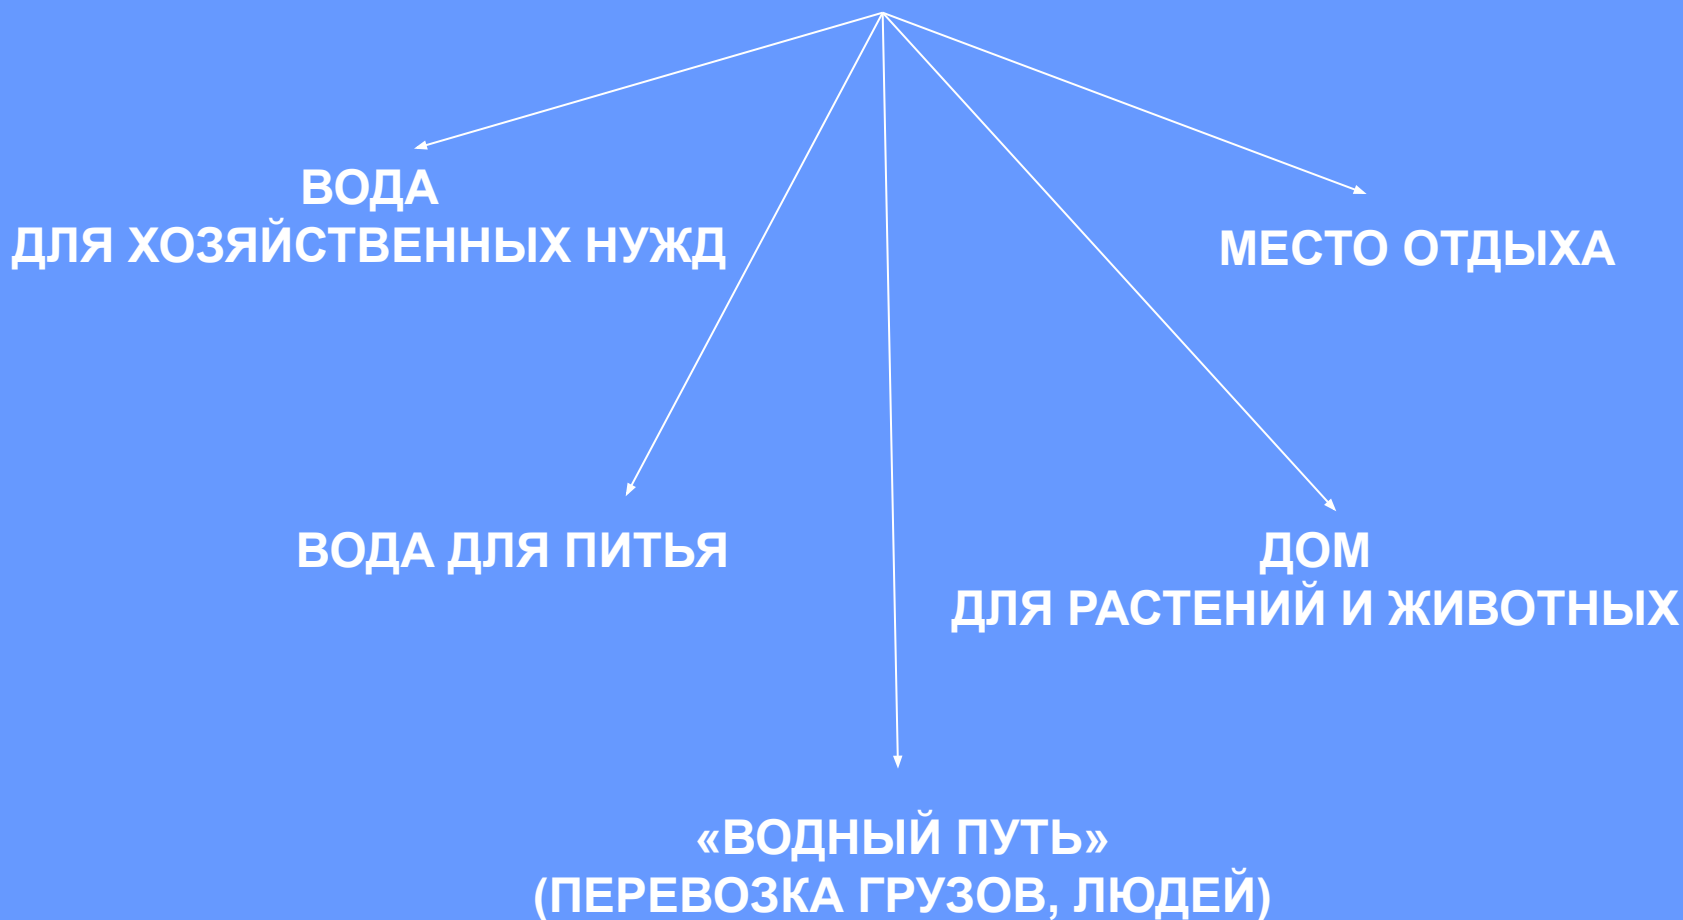 ВОДА
ДЛЯ ХОЗЯЙСТВЕННЫХ НУЖД
МЕСТО ОТДЫХА
ВОДА ДЛЯ ПИТЬЯ
ДОМ
ДЛЯ РАСТЕНИЙ И ЖИВОТНЫХ
«ВОДНЫЙ ПУТЬ»
(ПЕРЕВОЗКА ГРУЗОВ, ЛЮДЕЙ)